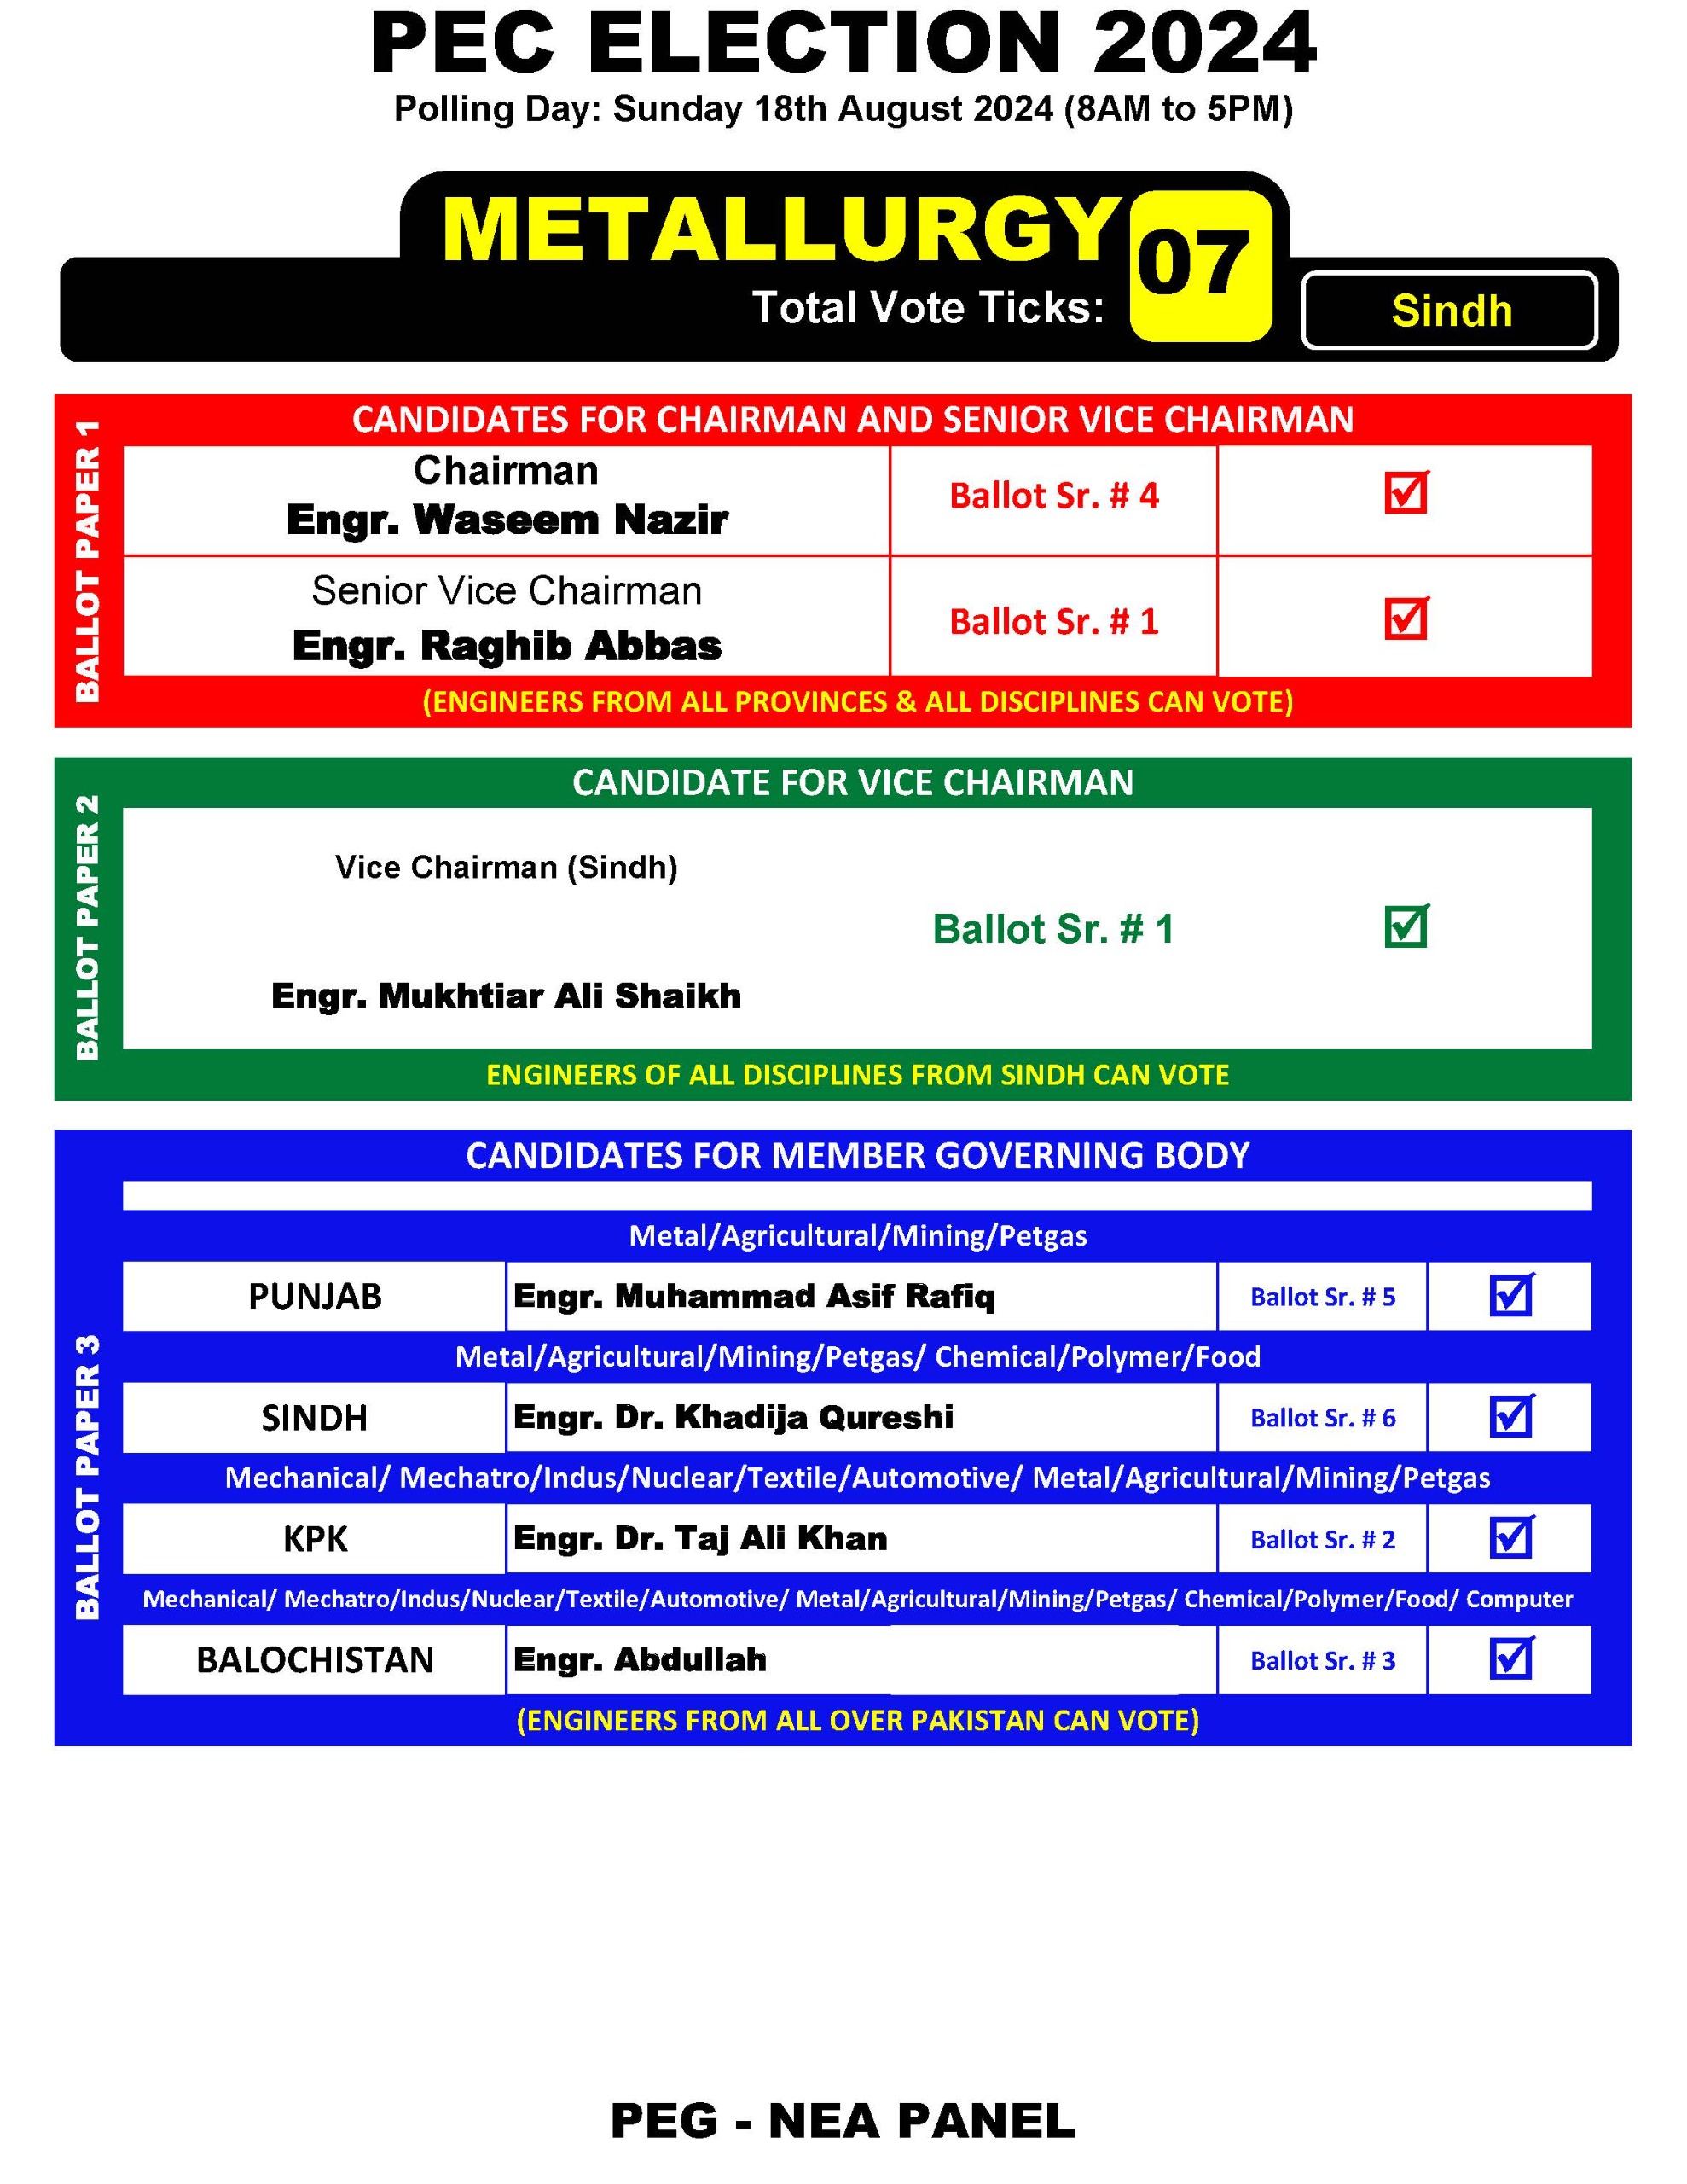 PEC ELECTION 2024
Polling Day: Sunday 18th August 2024 (8AM to 5PM)
METALLURGY
Total Vote Ticks:
07
Sindh
BALLOT PAPER 1
CANDIDATES FOR CHAIRMAN AND SENIOR VICE CHAIRMAN
Chairman
Engr. Waseem Nazir
Ballot Sr. # 4
Senior Vice Chairman
Engr. Raghib Abbas
Ballot Sr. # 1
(ENGINEERS FROM ALL PROVINCES & ALL DISCIPLINES CAN VOTE)
BALLOT PAPER 2
CANDIDATE FOR VICE CHAIRMAN
Vice Chairman (Sindh)
Ballot Sr. # 1
Engr. Mukhtiar Ali Shaikh
ENGINEERS OF ALL DISCIPLINES FROM SINDH CAN VOTE
BALLOT PAPER 3
CANDIDATES FOR MEMBER GOVERNING BODY
Metal/Agricultural/Mining/Petgas
PUNJAB Engr. Muhammad Asif Rafiq Ballot Sr. # 5
Metal/Agricultural/Mining/Petgas/ Chemical/Polymer/Food
SINDH Engr. Dr. Khadija Qureshi Ballot Sr. # 6
Mechanical/ Mechatro/Indus/Nuclear/Textile/Automotive/ Metal/Agricultural/Mining/Petgas
KPK Engr. Dr. Taj Ali Khan Ballot Sr. # 2
Mechanical/ Mechatro/Indus/Nuclear/Textile/Automotive/ Metal/Agricultural/Mining/Petgas/ Chemical/Polymer/Food/ Computer
BALOCHISTAN Engr. Abdullah Ballot Sr. # 3
(ENGINEERS FROM ALL OVER PAKISTAN CAN VOTE)
PEG - NEA PANEL